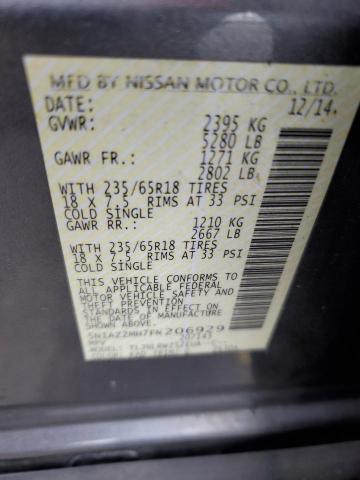 MFD BY NISSAN MOTOR CO., LTD.
DATE: 12/14
GVWR: 2395 KG
5280 LB
GAWR FR.: 1271 KG
2802 LB
WITH 235/65R18 TIRES
18 X 7.5 RIMS AT 33 PSI
COLD SINGLE
GAWR RR.: 1210 KG
2667 LB
WITH 235/65R18 TIRES
18 X 7.5 RIMS AT 33 PSI
COLD SINGLE
THIS VEHICLE CONFORMS TO ALL
APPLICABLE FEDERAL
MOTOR VEHICLE SAFETY AND
THEFT PREVENTION
STANDARDS IN EFFECT ON
THE DATE OF MANUFACTURE
SHOWN ABOVE.
5N1AZ2MH7FN206929
MPV
MODEL: